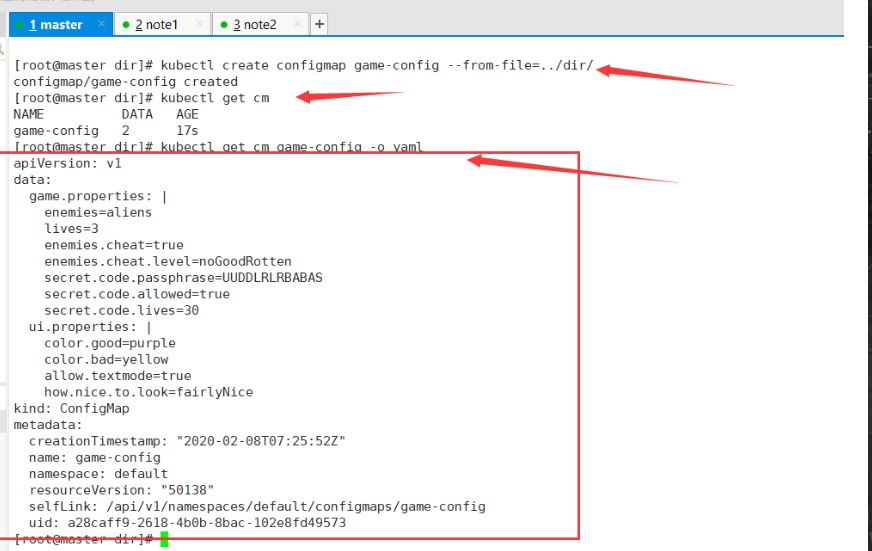 1 master ×
2 note1 ×
3 note2 ×
+
[root@master dir]# kubectl create configmap game-config --from-file=../dir/
configmap/game-config created
[root@master dir]# kubectl get cm
NAME DATA AGE
game-config 2 17s
[root@master dir]# kubectl get cm game-config -o yaml
apiVersion: v1
data:
  game.properties: |
    enemies=aliens
    lives=3
    enemies.cheat=true
    enemies.cheat.level=noGoodRotten
    secret.code.passphrase=UUDDLRLRBABAS
    secret.code.allowed=true
    secret.code.lives=30
  ui.properties: |
    color.good=purple
    color.bad=yellow
    allow.textmode=true
    how.nice.to.look=fairlyNice
kind: ConfigMap
metadata:
  creationTimestamp: "2020-02-08T07:25:52Z"
  name: game-config
  namespace: default
  resourceVersion: "50138"
  selfLink: /api/v1/namespaces/default/configmaps/game-config
  uid: a28caff9-2618-4b0b-8bac-102e8fd49573
[root@master dir]#